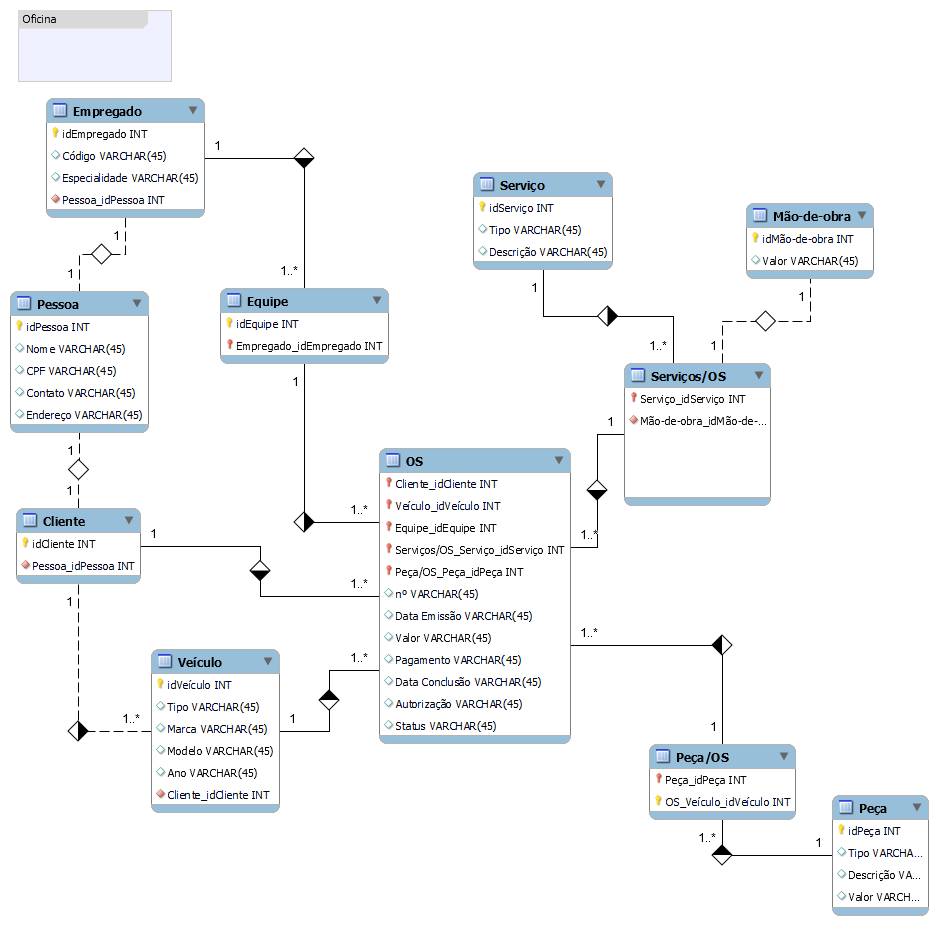 Oficina
Empregado
idEmpregado INT
Código VARCHAR(45)
Especialidade VARCHAR(45)
Pessoa_idPessoa INT
1
1..*
1
1
Pessoa
idPessoa INT
Nome VARCHAR(45)
CPF VARCHAR(45)
Contato VARCHAR(45)
Endereço VARCHAR(45)
1
1
Equipe
idEquipe INT
Empregado_idEmpregado INT
1
1..*
Serviço
idServiço INT
Tipo VARCHAR(45)
Descrição VARCHAR(45)
1
1..*
Mão-de-obra
idMão-de-obra INT
Valor VARCHAR(45)
1
1
Serviços/OS
Serviço_idServiço INT
Mão-de-obra_idMão-de-...
1
1..*
OS
Cliente_idCliente INT
Veículo_idVeículo INT
Equipe_idEquipe INT
Serviços/OS_Serviço_idServiço INT
Peça/OS_Peça_idPeça INT
nº VARCHAR(45)
Data Emissão VARCHAR(45)
Valor VARCHAR(45)
Pagamento VARCHAR(45)
Data Conclusão VARCHAR(45)
Autorização VARCHAR(45)
Status VARCHAR(45)
Cliente
idCliente INT
Pessoa_idPessoa INT
1
1..*
1
1..*
Veículo
idVeículo INT
Tipo VARCHAR(45)
Marca VARCHAR(45)
Modelo VARCHAR(45)
Ano VARCHAR(45)
Cliente_idCliente INT
1
1..*
1..*
1
Peça/OS
Peça_idPeça INT
OS_Veículo_idVeículo INT
1..*
1
Peça
idPeça INT
Tipo VARCHA...
Descrição VA...
Valor VARCH...